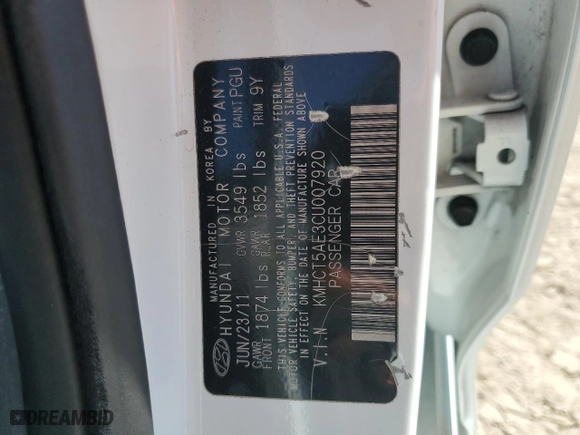 MANUFACTURED IN KOREA BY
HYUNDAI MOTOR COMPANY
JUN/23/11 GVWR 3549 lbs PAINT PGU
GAWR FRONT 1874 lbs GAWR REAR 1852 lbs TRIM 9Y
THIS VEHICLE CONFORMS TO ALL APPLICABLE U.S.A. FEDERAL
MOTOR VEHICLE SAFETY, BUMPER, AND THEFT PREVENTION STANDARDS
IN EFFECT ON THE DATE OF MANUFACTURE SHOWN ABOVE.
V.I.N KMHCT5AE3CU007920
PASSENGER CAR
DREAMBID